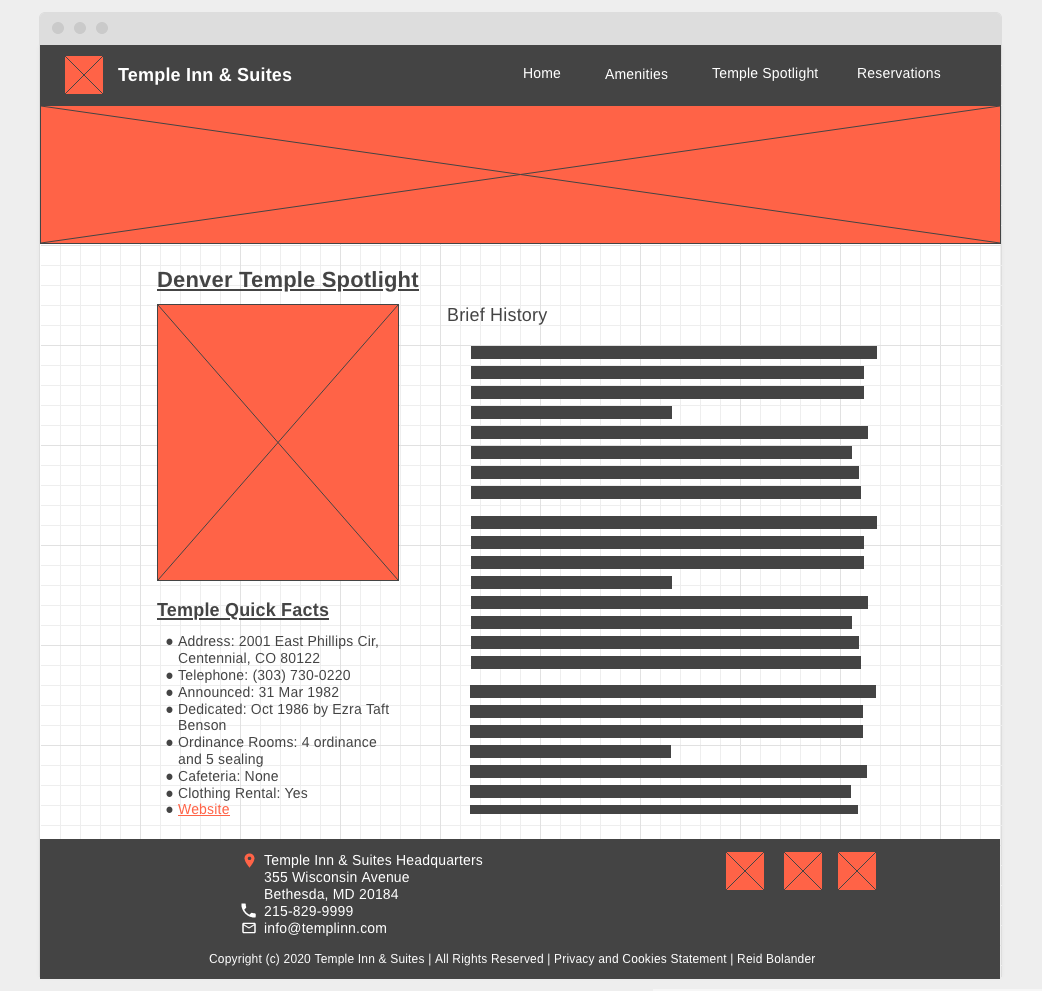 Temple Inn & Suites
Home
Amenities
Temple Spotlight
Reservations
Denver Temple Spotlight
Brief History
Temple Quick Facts
● Address: 2001 East Phillips Cir,
Centennial, CO 80122
● Telephone: (303) 730-0220
● Announced: 31 Mar 1982
● Dedicated: Oct 1986 by Ezra Taft
Benson
● Ordinance Rooms: 4 ordinance
and 5 sealing
● Cafeteria: None
● Clothing Rental: Yes
● Website
Temple Inn & Suites Headquarters
355 Wisconsin Avenue
Bethesda, MD 20184
215-829-9999
info@templinn.com
Copyright (c) 2020 Temple Inn & Suites | All Rights Reserved | Privacy and Cookies Statement | Reid Bolander